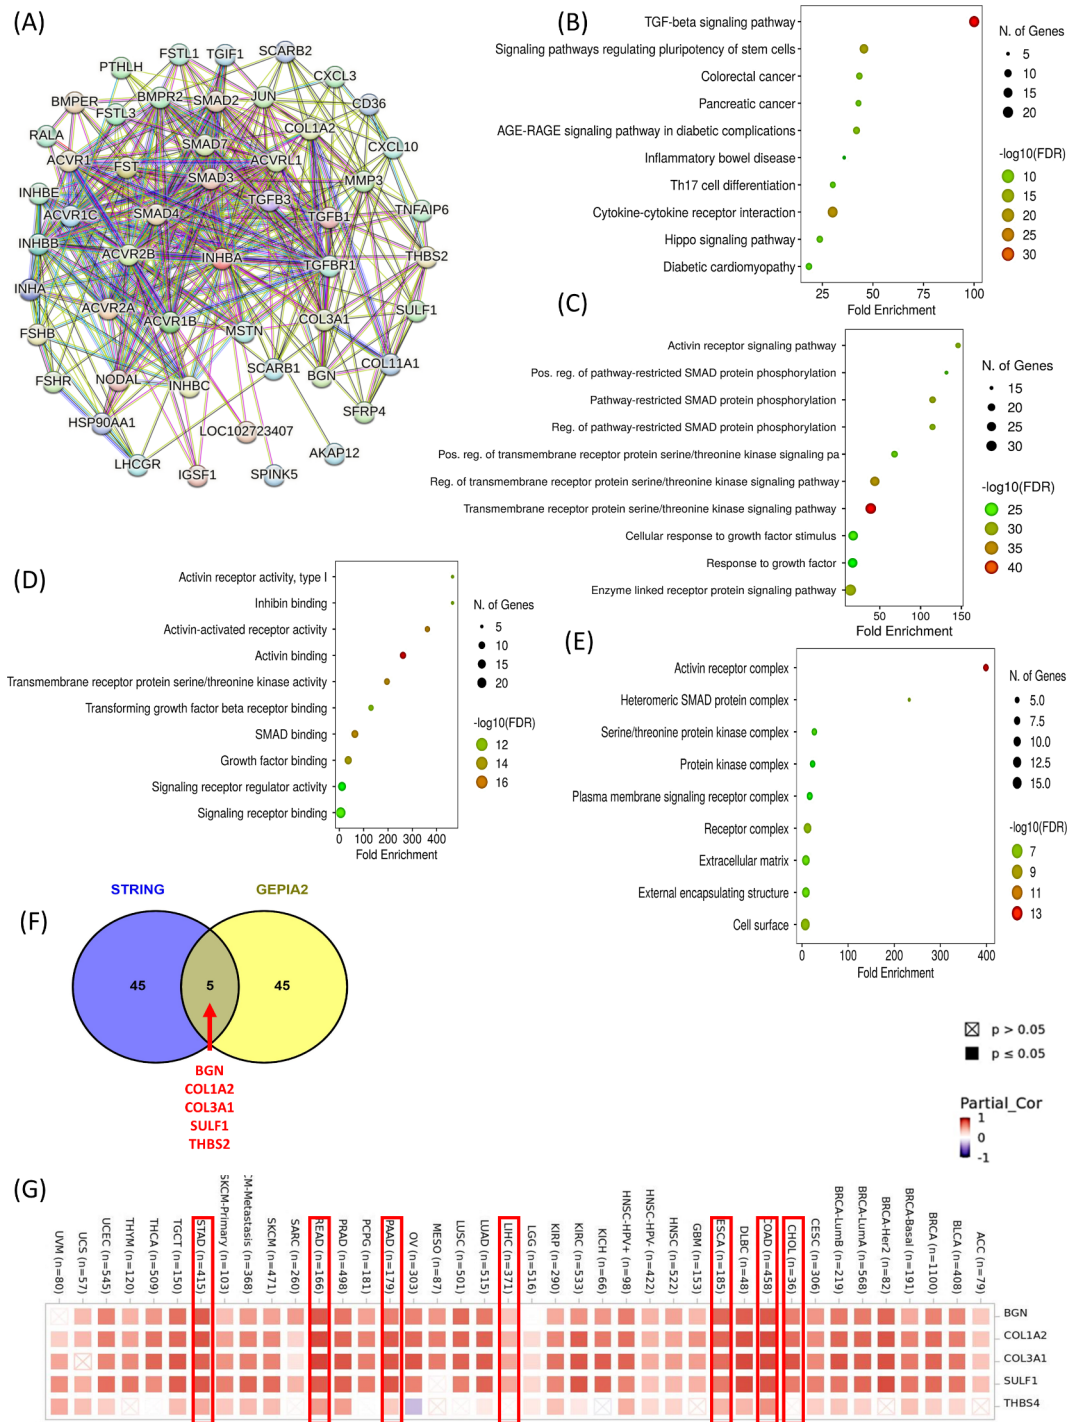 (A)
FSTL1
TGIF1
SCARB2
PTHLH
CXCL3
BMPER
BMPR2
SMAD2
JUN
CD36
FSTL3
COL1A2
RALA
SMAD7
CXCL10
ACVR1
FST
ACVRL1
SMAD3
MMP3
INHBE
TGFB3
ACVR1C
SMAD4
TGFB1
TNFAIP6
INHBB
ACVR2B
INHBA
TGFBR1
THBS2
INHA
ACVR2A
ACVR1B
MSTN
COL3A1
SULF1
FSHB
SCARB1
COL11A1
FSHR
NODAL
INHBC
BGN
SFRP4
HSP90AA1
LOC102723407
AKAP12
LHCGR
IGSF1
SPINK5
(B)
TGF-beta signaling pathway
Signaling pathways regulating pluripotency of stem cells
Colorectal cancer
Pancreatic cancer
AGE-RAGE signaling pathway in diabetic complications
Inflammatory bowel disease
Th17 cell differentiation
Cytokine-cytokine receptor interaction
Hippo signaling pathway
Diabetic cardiomyopathy
25 50 75 100
Fold Enrichment
N. of Genes
5
10
15
20
-log10(FDR)
10
15
20
25
30
(C)
Activin receptor signaling pathway
Pos. reg. of pathway-restricted SMAD protein phosphorylation
Pathway-restricted SMAD protein phosphorylation
Reg. of pathway-restricted SMAD protein phosphorylation
Pos. reg. of transmembrane receptor protein serine/threonine kinase signaling pa
Reg. of transmembrane receptor protein serine/threonine kinase signaling pathway
Transmembrane receptor protein serine/threonine kinase signaling pathway
Cellular response to growth factor stimulus
Response to growth factor
Enzyme linked receptor protein signaling pathway
50 100 150
Fold Enrichment
N. of Genes
15
20
25
30
-log10(FDR)
25
30
35
40
(D)
Activin receptor activity, type I
Inhibin binding
Activin-activated receptor activity
Activin binding
Transmembrane receptor protein serine/threonine kinase activity
Transforming growth factor beta receptor binding
SMAD binding
Growth factor binding
Signaling receptor regulator activity
Signaling receptor binding
0 100 200 300 400
Fold Enrichment
N. of Genes
5
10
15
20
-log10(FDR)
12
14
16
(E)
Activin receptor complex
Heteromeric SMAD protein complex
Serine/threonine protein kinase complex
Protein kinase complex
Plasma membrane signaling receptor complex
Receptor complex
Extracellular matrix
External encapsulating structure
Cell surface
0 100 200 300 400
Fold Enrichment
N. of Genes
5.0
7.5
10.0
12.5
15.0
-log10(FDR)
7
9
11
13
(F)
STRING
GEPIA2
45
5
45
BGN
COL1A2
COL3A1
SULF1
THBS2
p > 0.05
p ≤ 0.05
Partial_Cor
1
0
-1
(G)
UVM (n=80)
UCS (n=57)
UCEC (n=545)
THYM (n=120)
THCA (n=509)
TGCT (n=150)
STAD (n=415)
SKCM-Primary (n=103)
CM-Metastasis (n=368)
SKCM (n=471)
SARC (n=260)
READ (n=166)
PRAD (n=498)
PCPG (n=181)
PAAD (n=179)
OV (n=303)
MESO (n=87)
LUSC (n=501)
LUAD (n=515)
LIHC (n=371)
LGG (n=516)
KIRP (n=290)
KIRC (n=533)
KICH (n=66)
HNSC-HPV+ (n=98)
HNSC-HPV- (n=422)
HNSC (n=522)
GBM (n=153)
ESCA (n=185)
DLBC (n=48)
COAD (n=458)
CHOL (n=36)
CESC (n=306)
BRCA-LumB (n=219)
BRCA-LumA (n=568)
BRCA-Her2 (n=82)
BRCA-Basal (n=191)
BRCA (n=1100)
BLCA (n=408)
ACC (n=79)
BGN
COL1A2
COL3A1
SULF1
THBS4